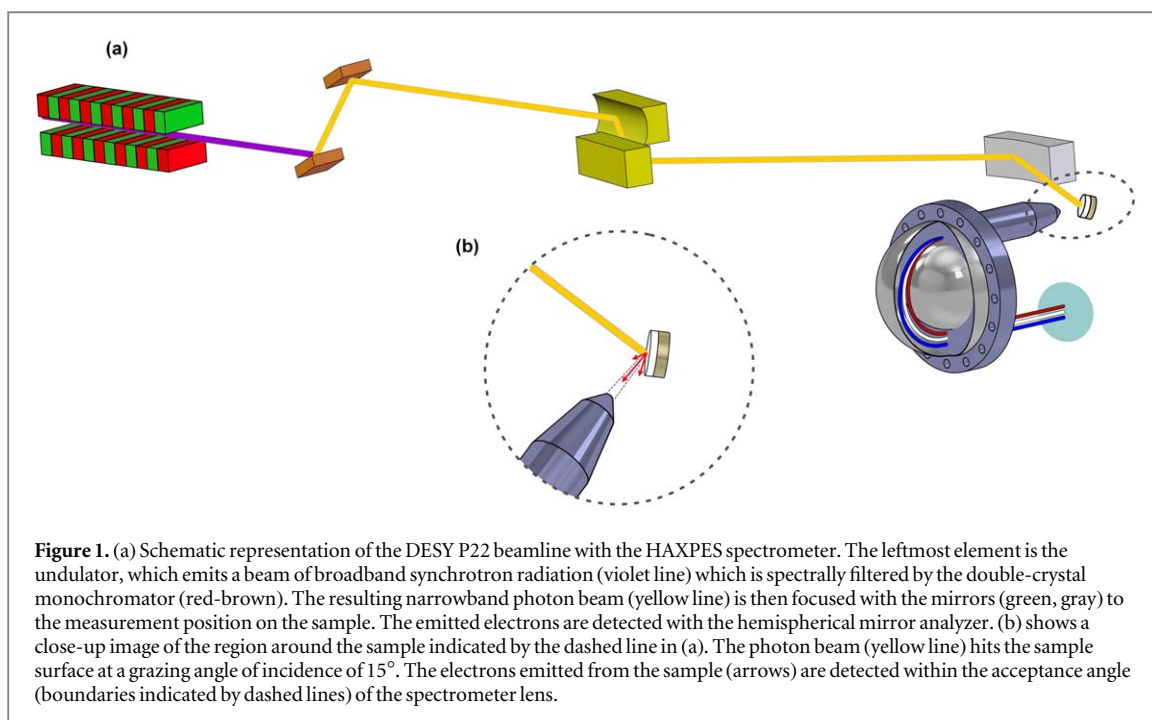 (a)
(b)
Figure 1. (a) Schematic representation of the DESY P22 beamline with the HAXPES spectrometer. The leftmost element is the
undulator, which emits a beam of broadband synchrotron radiation (violet line) which is spectrally filtered by the double-crystal
monochromator (red-brown). The resulting narrowband photon beam (yellow line) is then focused with the mirrors (green, gray) to
the measurement position on the sample. The emitted electrons are detected with the hemispherical mirror analyzer. (b) shows a
close-up image of the region around the sample indicated by the dashed line in (a). The photon beam (yellow line) hits the sample
surface at a grazing angle of incidence of 15°. The electrons emitted from the sample (arrows) are detected within the acceptance angle
(boundaries indicated by dashed lines) of the spectrometer lens.